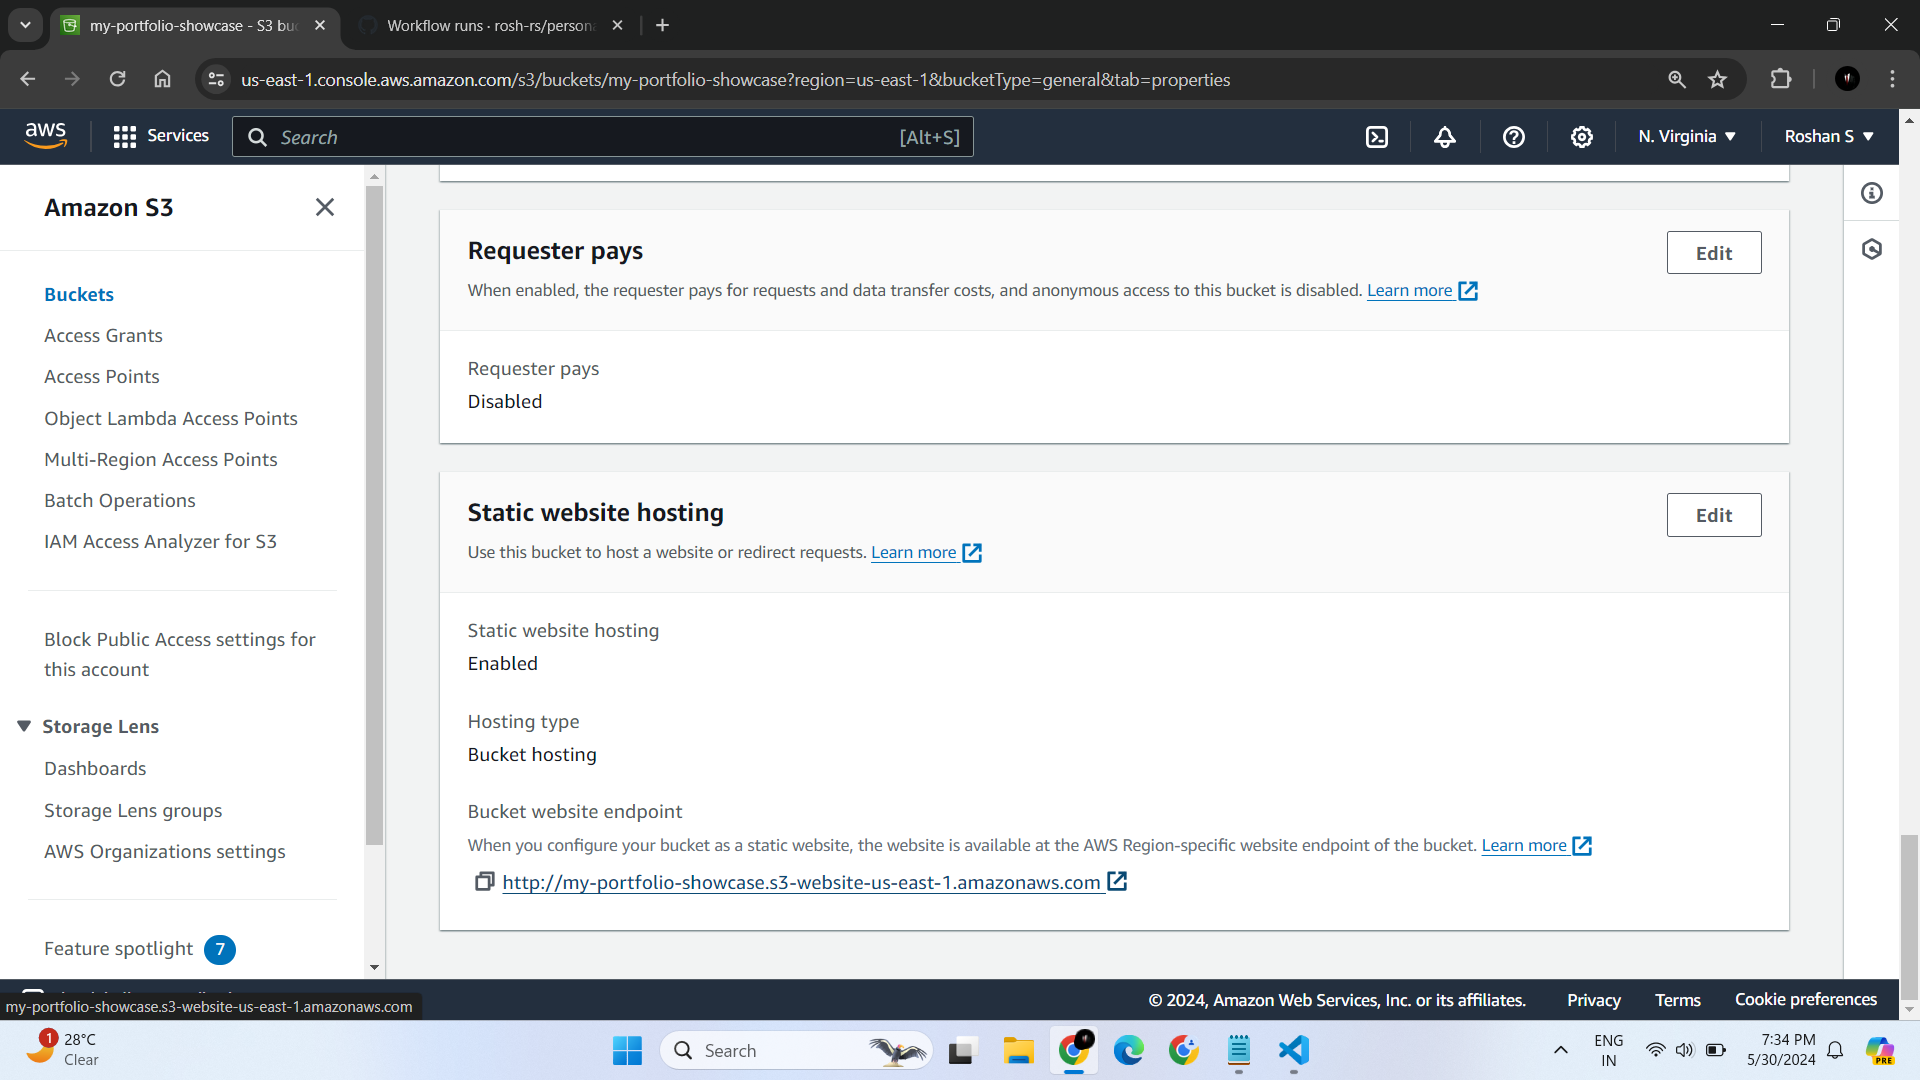 my-portfolio-showcase - S3 bu
Workflow runs · rosh-rs/person
us-east-1.console.aws.amazon.com/s3/buckets/my-portfolio-showcase?region=us-east-1&bucketType=general&tab=properties
aws
Services
Search
[Alt+S]
N. Virginia
Roshan S
Amazon S3
Buckets
Access Grants
Access Points
Object Lambda Access Points
Multi-Region Access Points
Batch Operations
IAM Access Analyzer for S3
Block Public Access settings for
this account
Storage Lens
Dashboards
Storage Lens groups
AWS Organizations settings
Feature spotlight 7
Requester pays
Edit
When enabled, the requester pays for requests and data transfer costs, and anonymous access to this bucket is disabled. Learn more
Requester pays
Disabled
Static website hosting
Edit
Use this bucket to host a website or redirect requests. Learn more
Static website hosting
Enabled
Hosting type
Bucket hosting
Bucket website endpoint
When you configure your bucket as a static website, the website is available at the AWS Region-specific website endpoint of the bucket. Learn more
http://my-portfolio-showcase.s3-website-us-east-1.amazonaws.com
my-portfolio-showcase.s3-website-us-east-1.amazonaws.com
© 2024, Amazon Web Services, Inc. or its affiliates.
Privacy
Terms
Cookie preferences
1
28°C
Clear
Search
ENG
IN
7:34 PM
5/30/2024
PRE